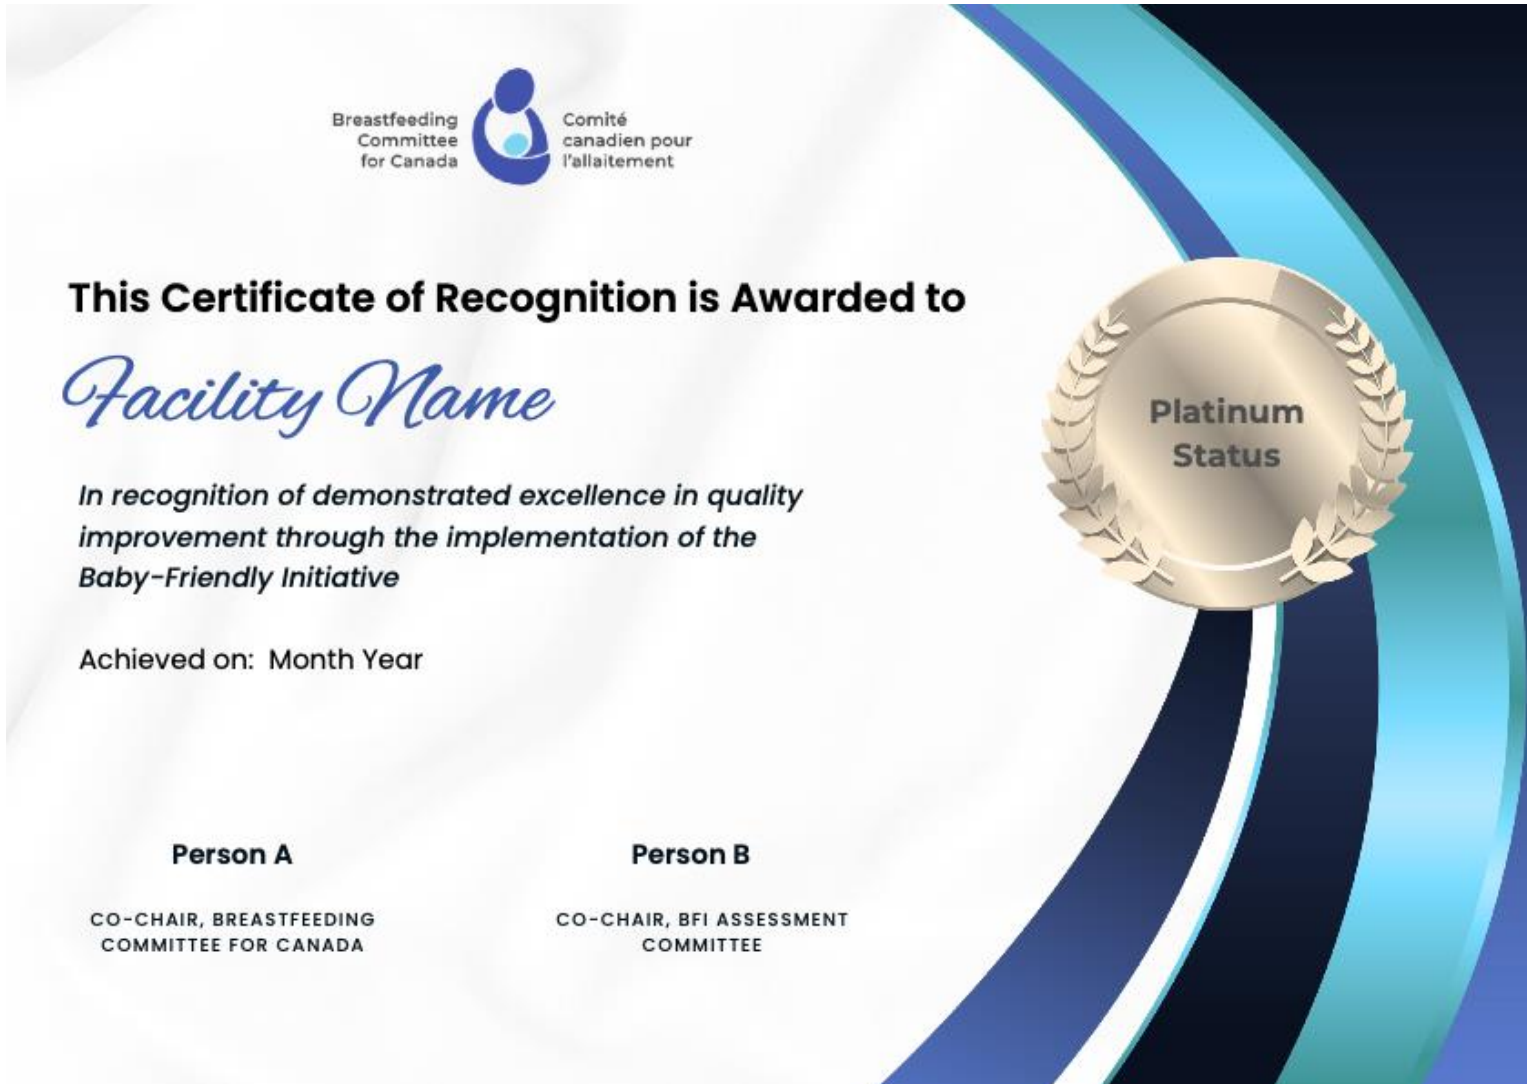 Breastfeeding
Committee
for Canada
Comité
canadien pour
l'allaitement
This Certificate of Recognition is Awarded to
Facility Name
Platinum
Status
In recognition of demonstrated excellence in quality
improvement through the implementation of the
Baby-Friendly Initiative
Achieved on: Month Year
Person A
CO-CHAIR, BREASTFEEDING
COMMITTEE FOR CANADA
Person B
CO-CHAIR, BFI ASSESSMENT
COMMITTEE